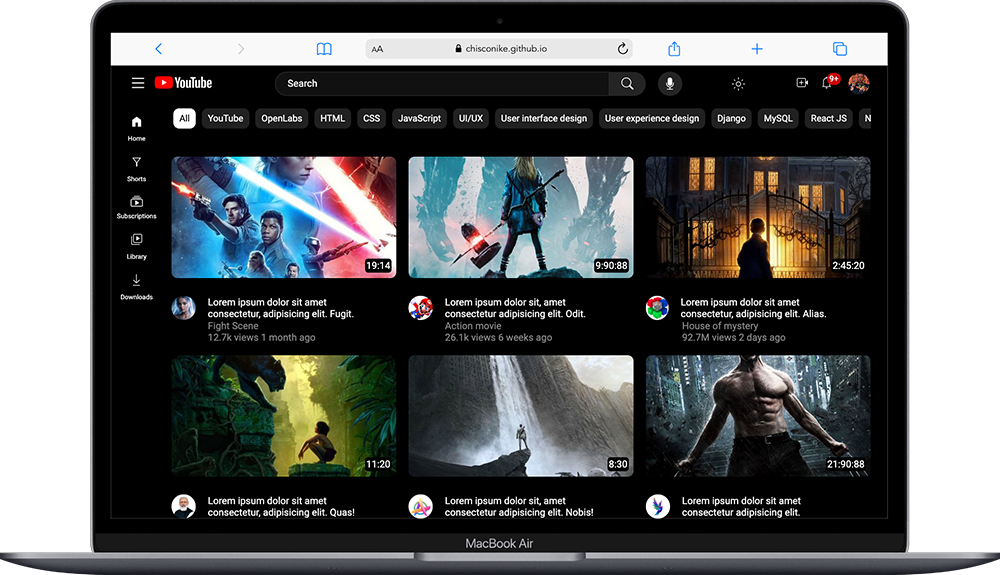 AA chisconike.github.io
YouTube
Search
9+
All YouTube OpenLabs HTML CSS JavaScript UI/UX User interface design User experience design Django MySQL React JS N
Home
Shorts
Subscriptions
Library
Downloads
19:14
9:90:88
2:45:20
Lorem ipsum dolor sit amet
consectetur, adipisicing elit. Fugit.
Fight Scene
12.7k views 1 month ago
Lorem ipsum dolor sit, amet
consectetur, adipisicing elit. Odit.
Action movie
26.1k views 6 weeks ago
Lorem ipsum dolor sit amet
consectetur, adipisicing elit. Alias.
House of mystery
92.7M views 2 days ago
11:20
8:30
21:90:88
Lorem ipsum dolor sit amet
consectetur, adipisicing elit. Quas!
Lorem ipsum dolor sit, amet
consectetur, adipisicing elit. Nobis!
Lorem ipsum dolor sit amet
consectetur, adipisicing elit.
MacBook Air